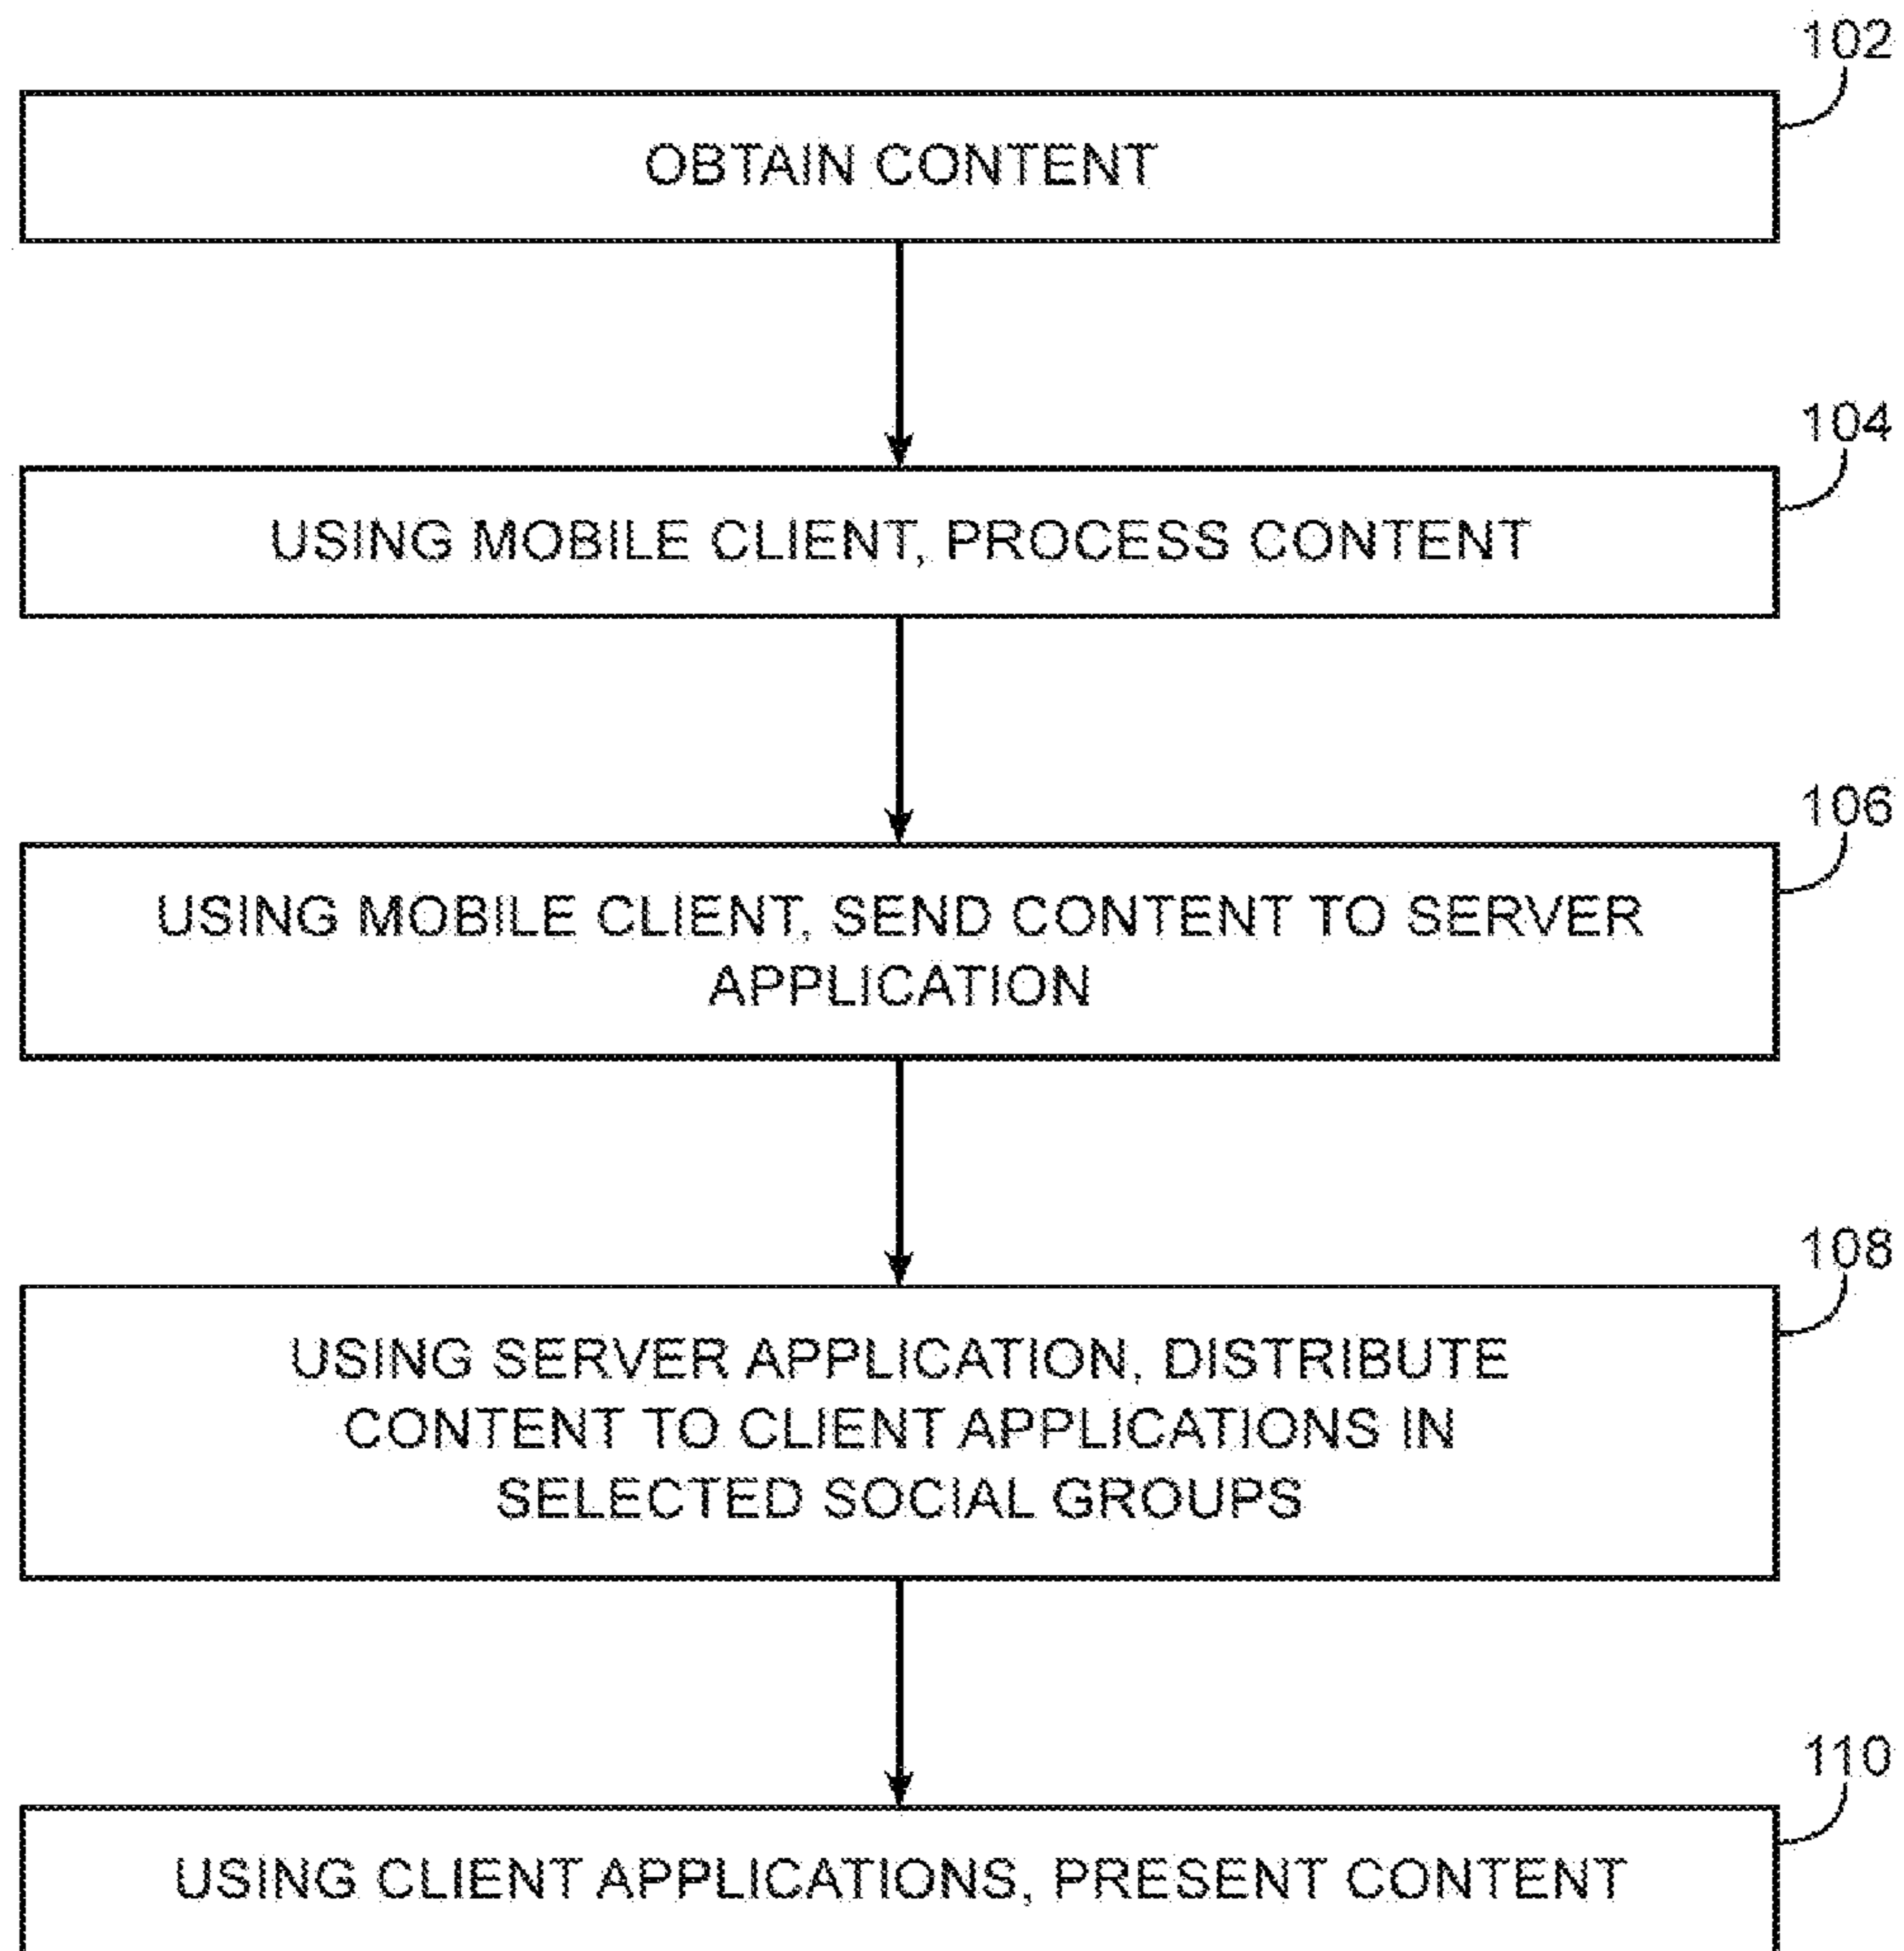 102
OBTAIN CONTENT
104
USING MOBILE CLIENT, PROCESS CONTENT
106
USING MOBILE CLIENT, SEND CONTENT TO SERVER
APPLICATION
108
USING SERVER APPLICATION, DISTRIBUTE
CONTENT TO CLIENT APPLICATIONS IN
SELECTED SOCIAL GROUPS
110
USING CLIENT APPLICATIONS, PRESENT CONTENT